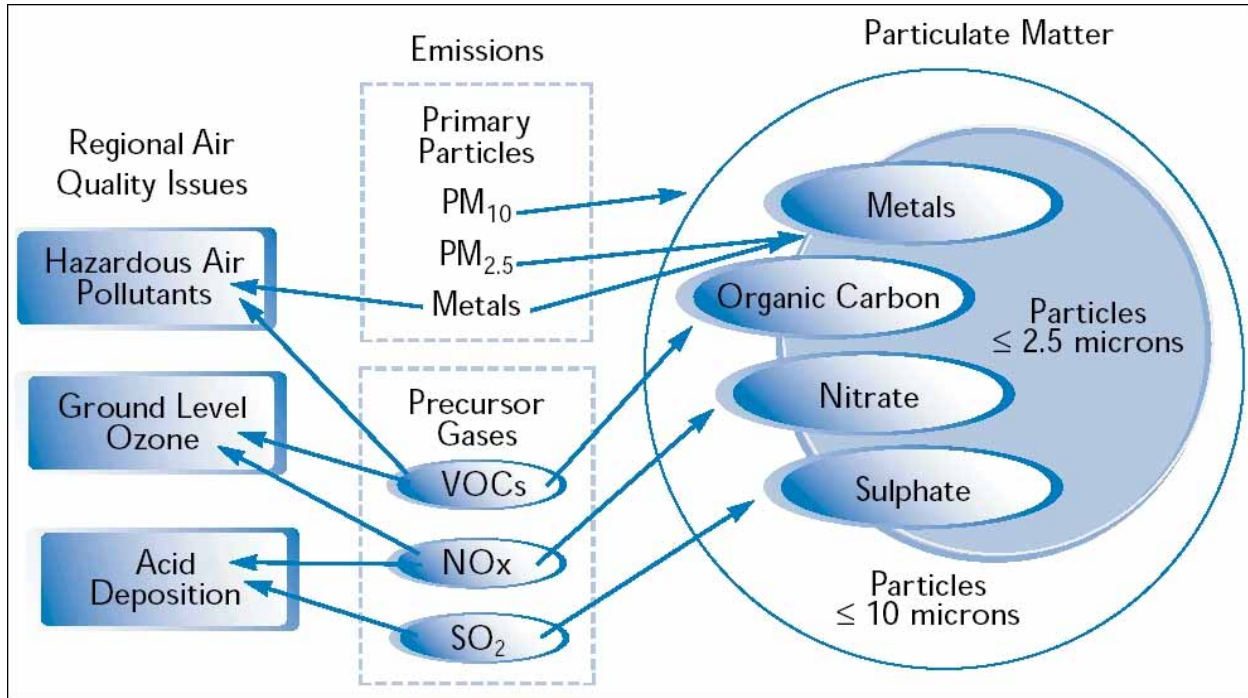 Regional Air
Quality Issues
Hazardous Air
Pollutants
Ground Level
Ozone
Acid
Deposition
Emissions
Primary
Particles
PM₁₀
PM₂.₅
Metals
Precursor
Gases
VOCs
NOx
SO₂
Particulate Matter
Metals
Organic Carbon
Nitrate
Sulphate
Particles
≤ 2.5 microns
Particles
≤ 10 microns